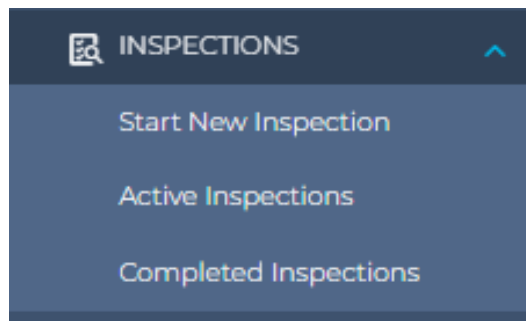 INSPECTIONS
Start New Inspection
Active Inspections
Completed Inspections